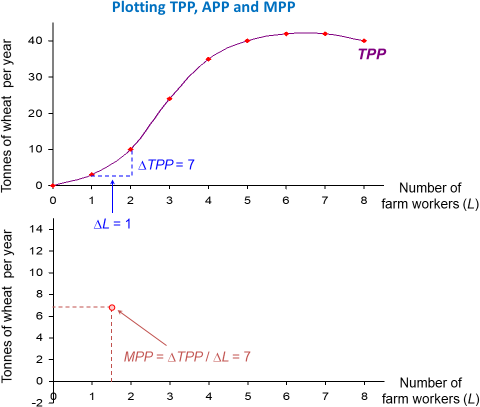 Plotting TPP, APP and MPP
Tonnes of wheat per year
40
30
20
10
0
TPP
ΔTPP = 7
0 1 2 3 4 5 6 7 8
Number of
farm workers (L)
ΔL = 1
Tonnes of wheat per year
14
12
10
8
6
4
2
0
-2
MPP = ΔTPP / ΔL = 7
0 1 2 3 4 5 6 7 8
Number of
farm workers (L)